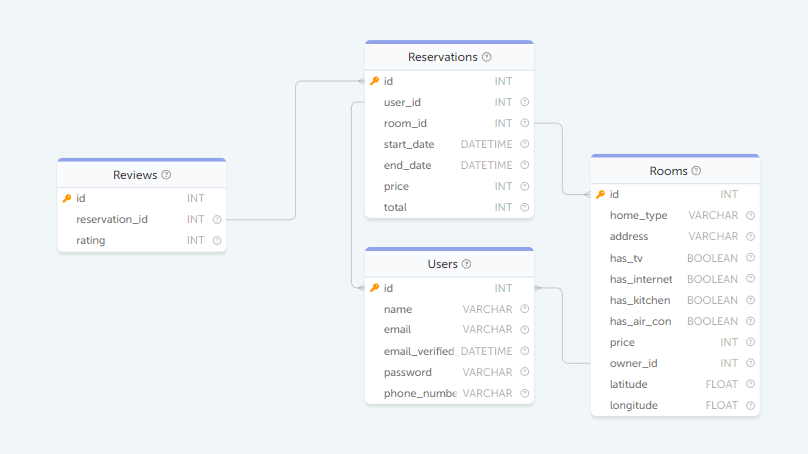 Reservations
id INT
user_id INT
room_id INT
start_date DATETIME
end_date DATETIME
price INT
total INT
Reviews
id INT
reservation_id INT
rating INT
Rooms
id INT
home_type VARCHAR
address VARCHAR
has_tv BOOLEAN
has_internet BOOLEAN
has_kitchen BOOLEAN
has_air_con BOOLEAN
price INT
owner_id INT
latitude FLOAT
longitude FLOAT
Users
id INT
name VARCHAR
email VARCHAR
email_verified_ DATETIME
password VARCHAR
phone_numbe VARCHAR